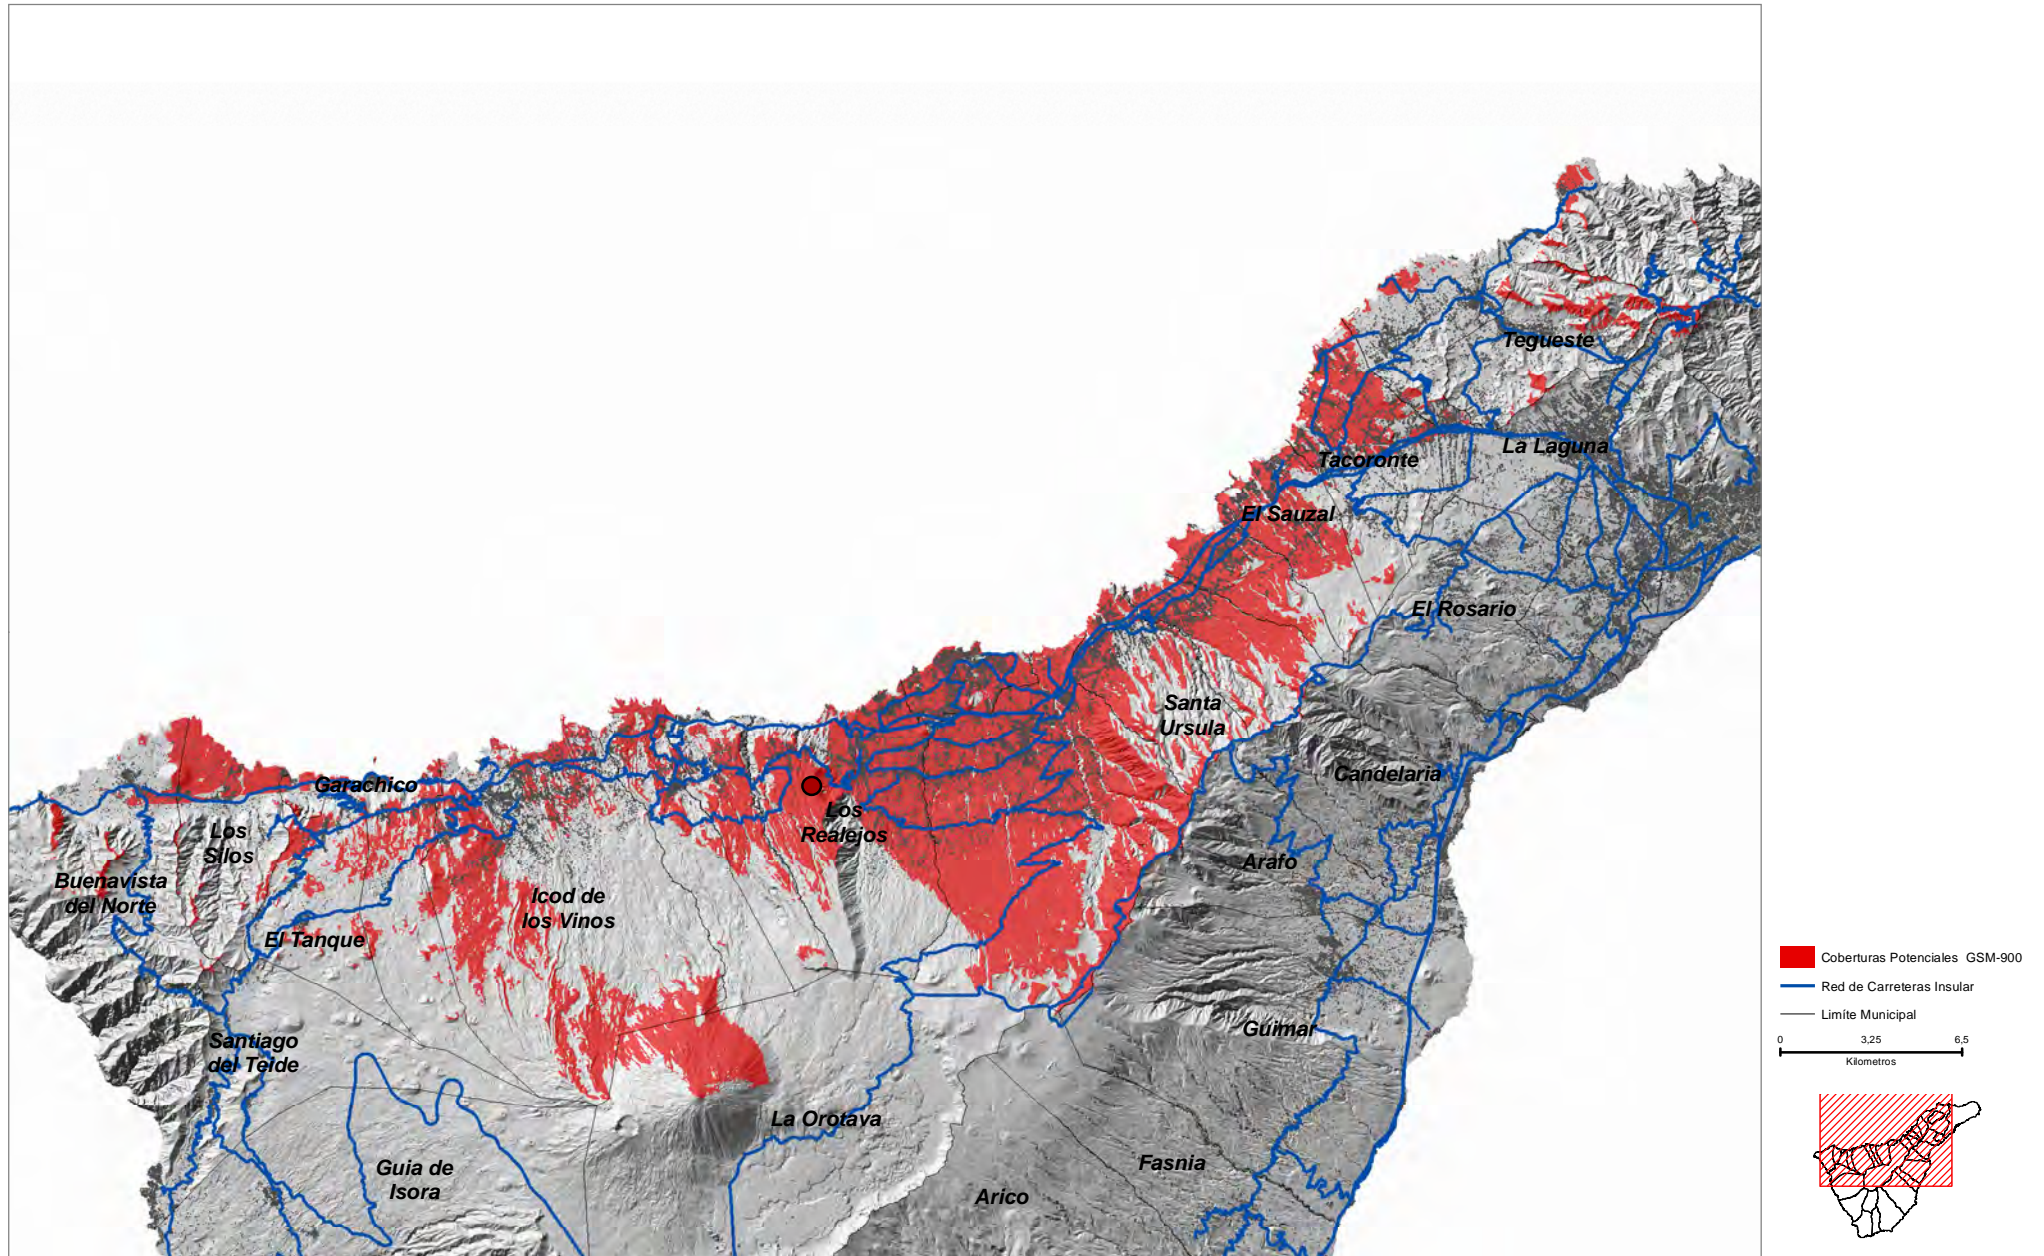 Tegueste
La Laguna
Tacoronte
El Sauzal
El Rosario
Santa
Ursula
Candelaria
Garachico
Los
Realejos
Los
Silos
Arafo
Buenavista
del Norte
Icod de
los Vinos
El Tanque
Guimar
Santiago
del Teide
La Orotava
Guia de
Isora
Fasnia
Arico
Coberturas Potenciales GSM-900
Red de Carreteras Insular
Limíte Municipal
0 3,25 6,5
Kilometros